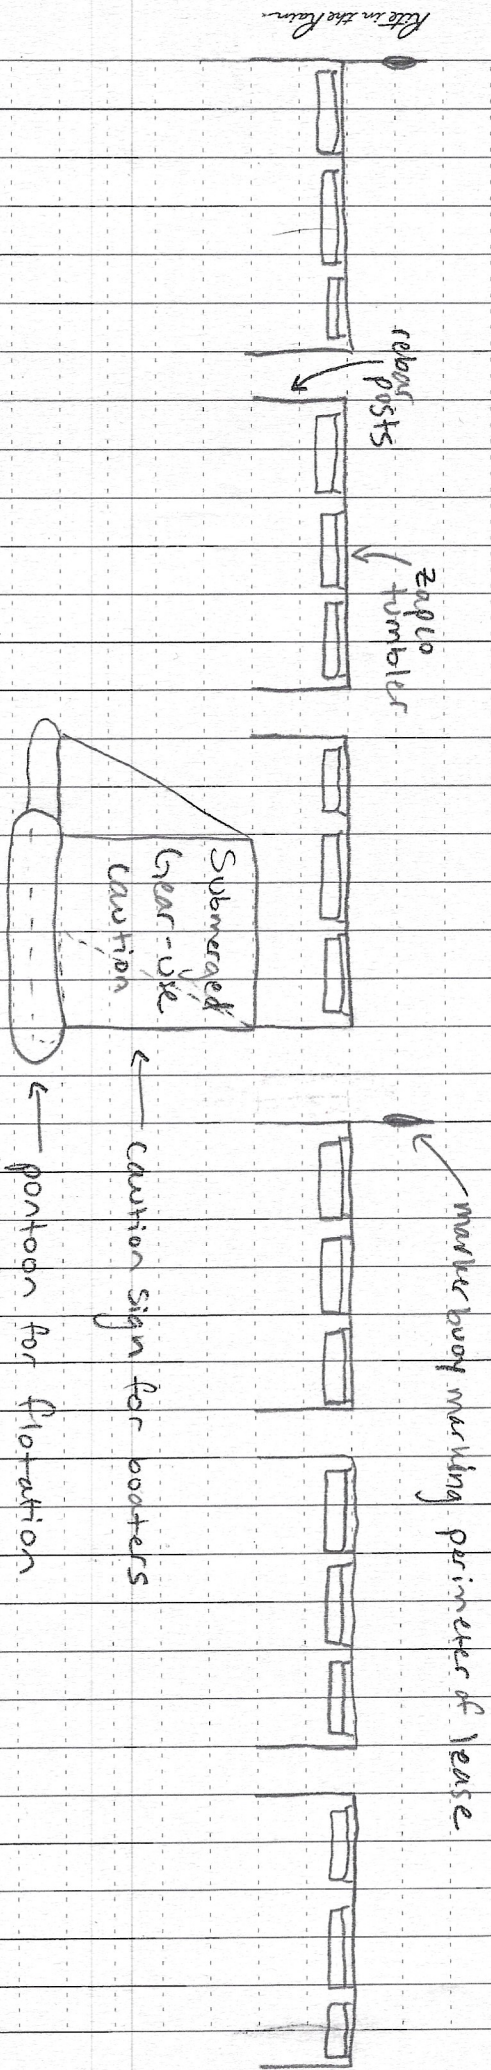 Rite in the Rain
marker buoy marking perimeter of lease
zapco
tumbler
rebar
posts
Submerged
Gear-use
caution
caution sign for boaters
pontoon for flotation